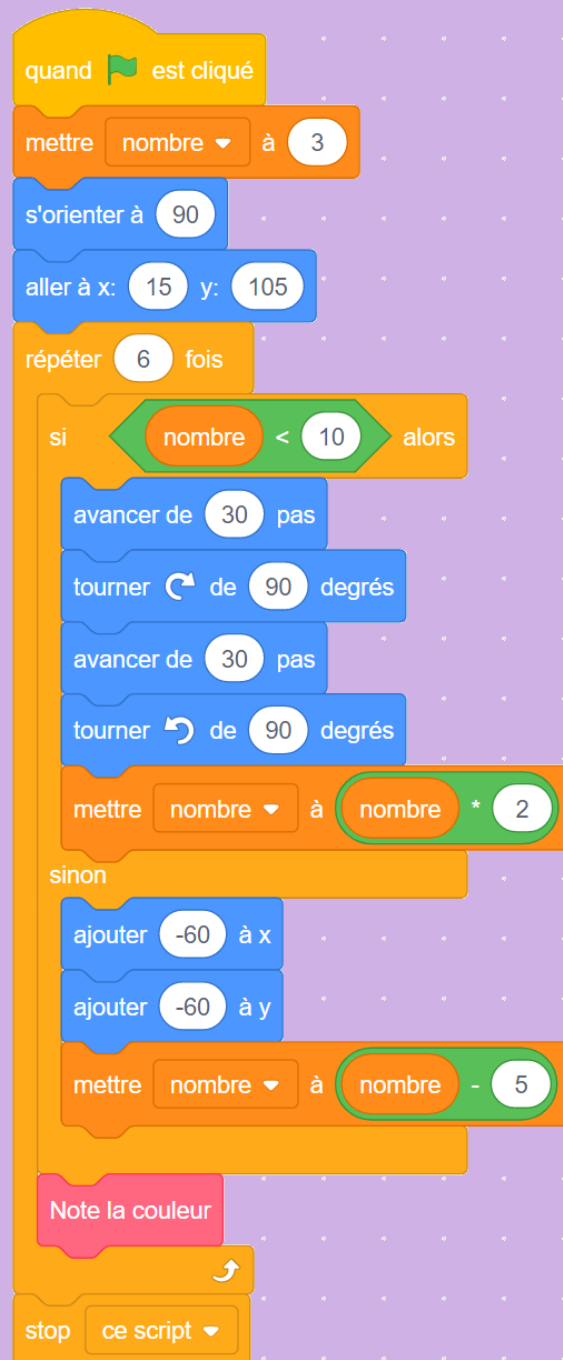 quand est cliqué
mettre nombre à 3
s'orienter à 90
aller à x: 15 y: 105
répéter 6 fois
si nombre < 10 alors
avancer de 30 pas
tourner de 90 degrés
avancer de 30 pas
tourner de 90 degrés
mettre nombre à nombre * 2
sinon
ajouter -60 à x
ajouter -60 à y
mettre nombre à nombre - 5
Note la couleur
stop ce script